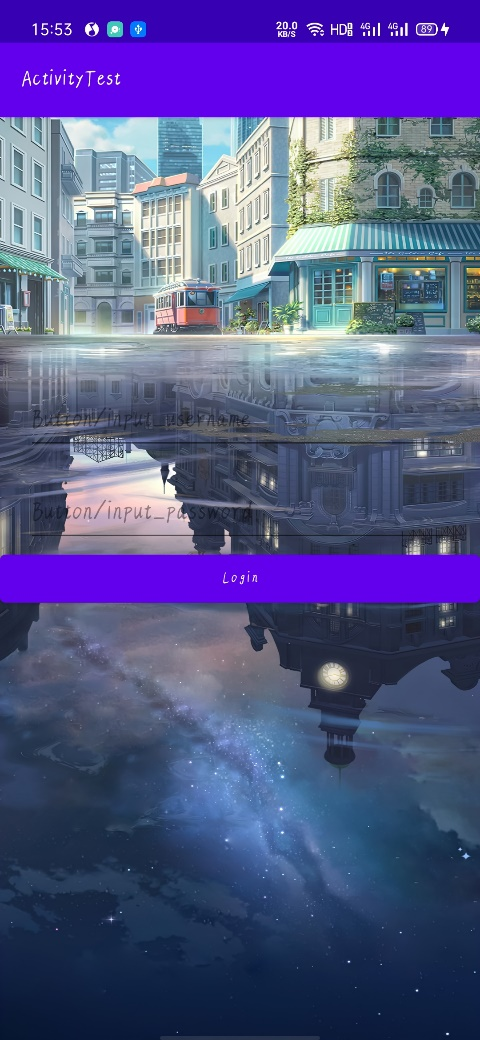 15:53
20.0 KB/S
HD
4G
4G
89
ActivityTest
Button/input_username
Button/input_password
Login